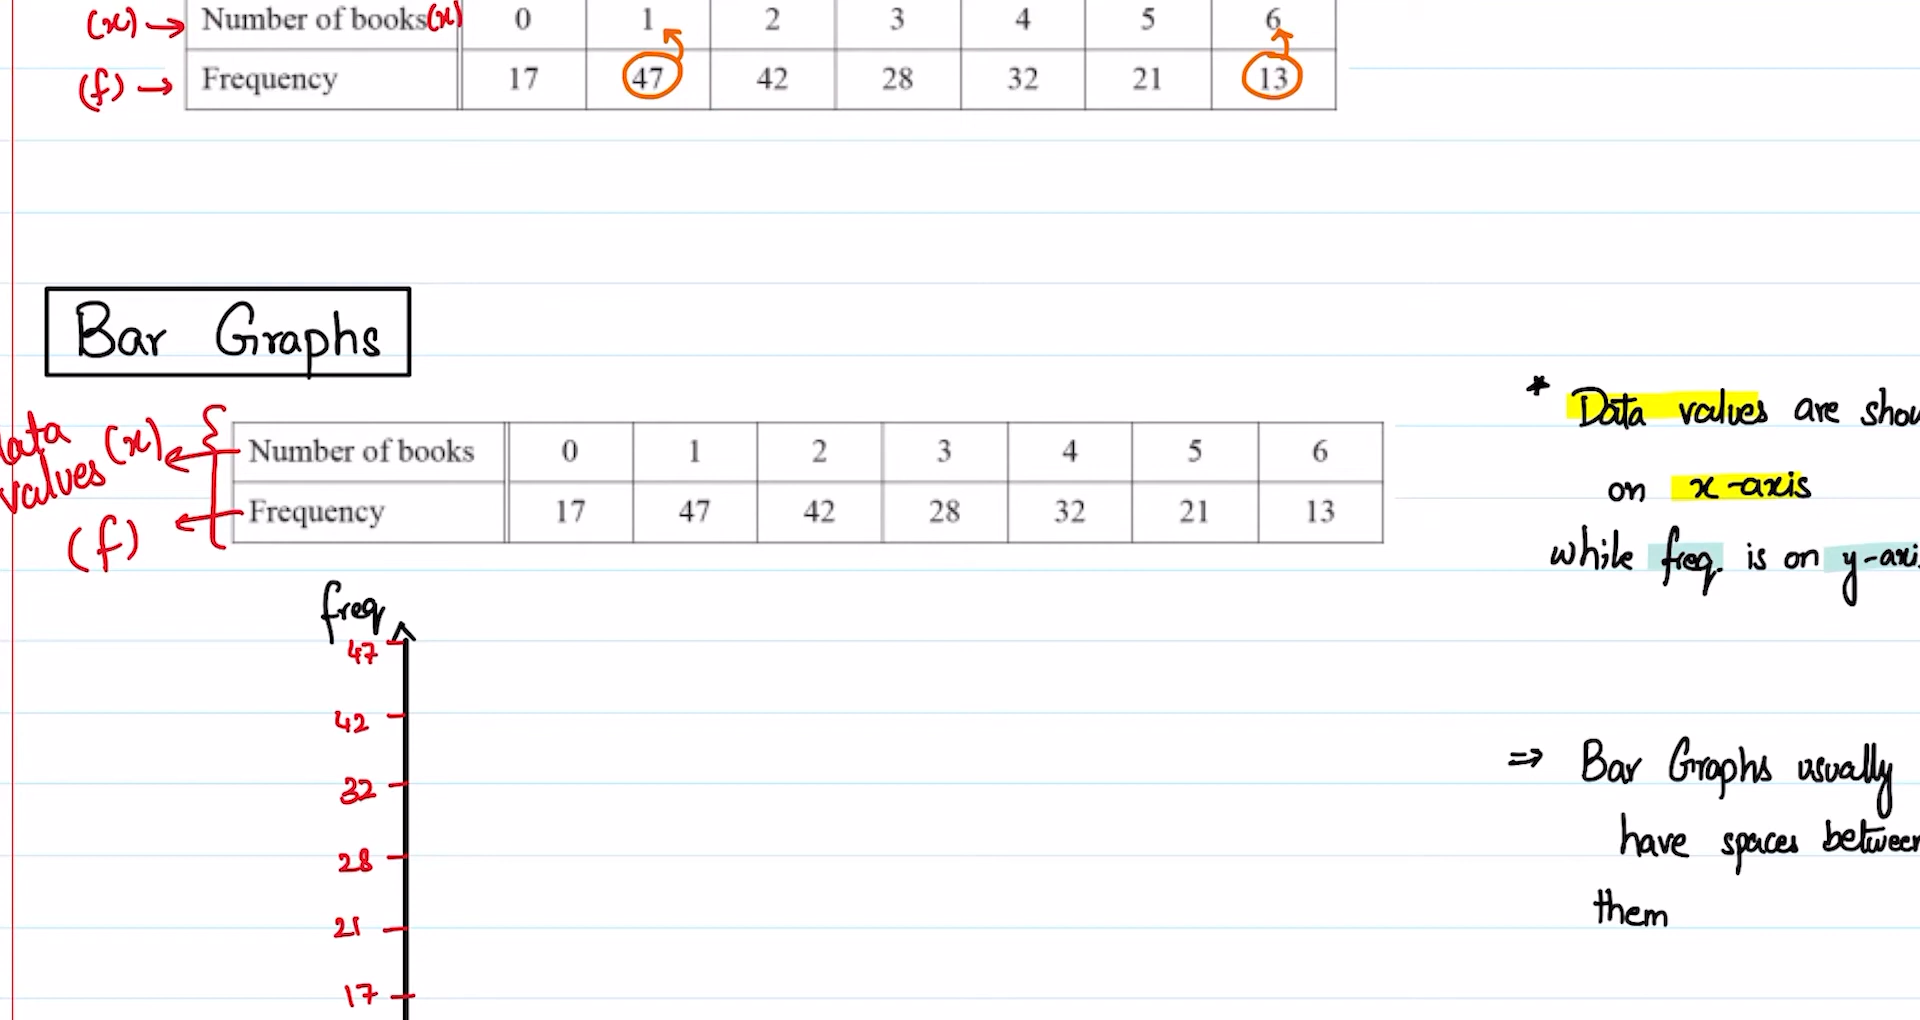 (x) → Number of books (x) 0 1 2 3 4 5 6
(f) → Frequency 17 47 42 28 32 21 13
Bar Graphs
* Data values are
on x-axis
while freq. is on
values (x)
(f)
Number of books 0 1 2 3 4 5 6
Frequency 17 47 42 28 32 21 13
freq
47
42
32
28
21
17
⇒ Bar Graphs usually
have spaces between
them